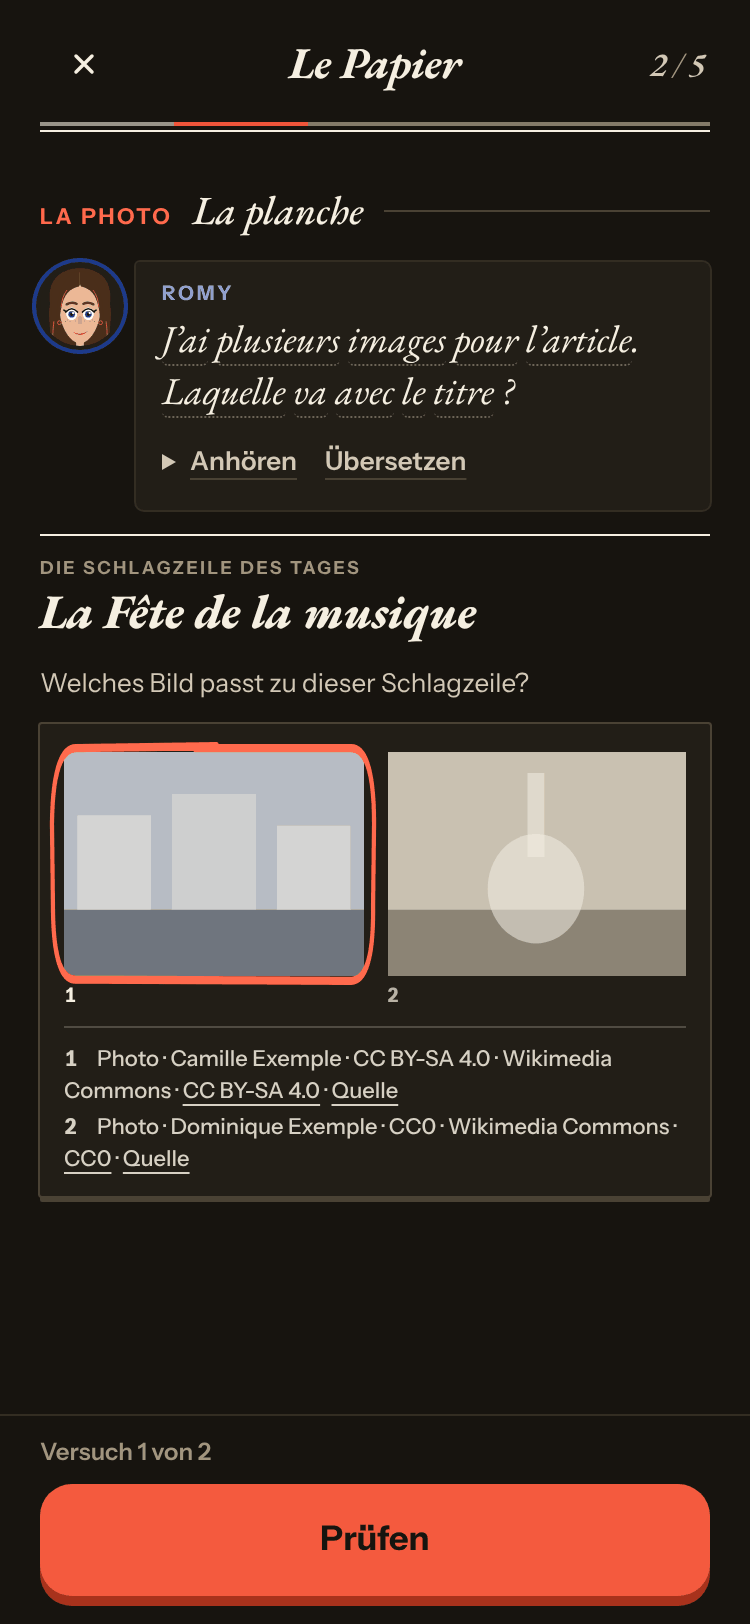 Le Papier
2 / 5
LA PHOTO La planche
ROMY
J’ai plusieurs images pour l’article.
Laquelle va avec le titre ?
Anhören Übersetzen
DIE SCHLAGZEILE DES TAGES
La Fête de la musique
Welches Bild passt zu dieser Schlagzeile?
1 2
1 Photo · Camille Exemple · CC BY-SA 4.0 · Wikimedia
Commons · CC BY-SA 4.0 · Quelle
2 Photo · Dominique Exemple · CC0 · Wikimedia Commons ·
CC0 · Quelle
Versuch 1 von 2
Prüfen